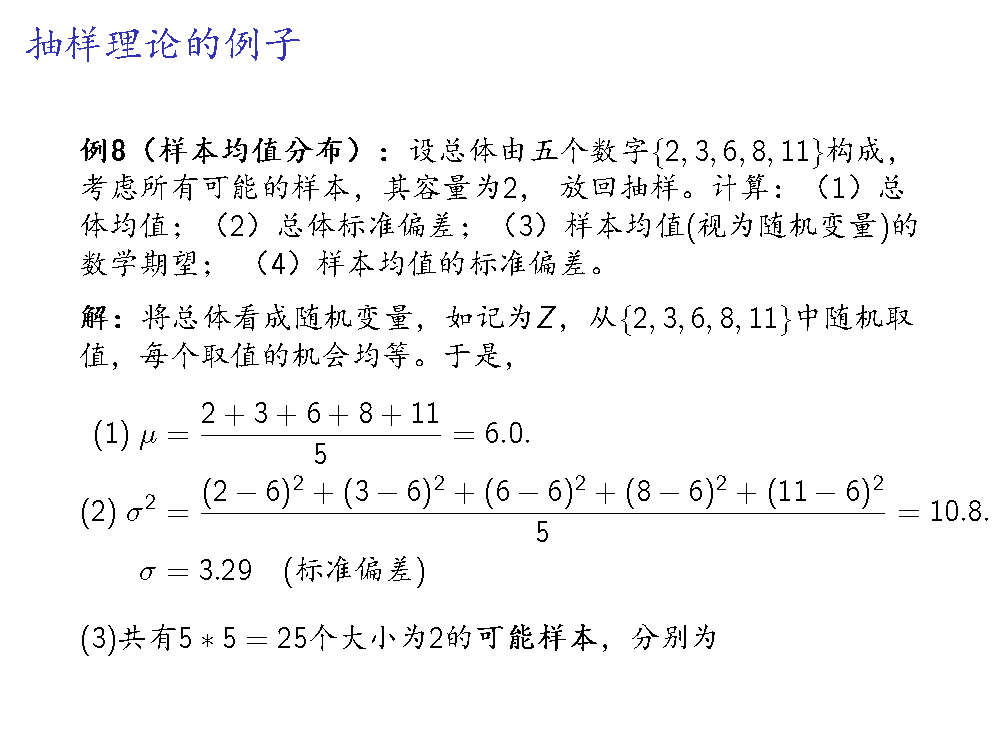 抽样理论的例子
例8（样本均值分布）：设总体由五个数字{2, 3, 6, 8, 11}构成，
考虑所有可能的样本，其容量为2， 放回抽样。计算：（1）总
体均值；（2）总体标准偏差；（3）样本均值(视为随机变量)的
数学期望； （4）样本均值的标准偏差。
解：将总体看成随机变量，如记为Z，从{2, 3, 6, 8, 11}中随机取
值，每个取值的机会均等。于是，
(1) μ = (2 + 3 + 6 + 8 + 11)/5 = 6.0.
(2) σ² = ((2 − 6)² + (3 − 6)² + (6 − 6)² + (8 − 6)² + (11 − 6)²)/5 = 10.8.
σ = 3.29 (标准偏差)
(3)共有5 ∗ 5 = 25个大小为2的可能样本，分别为